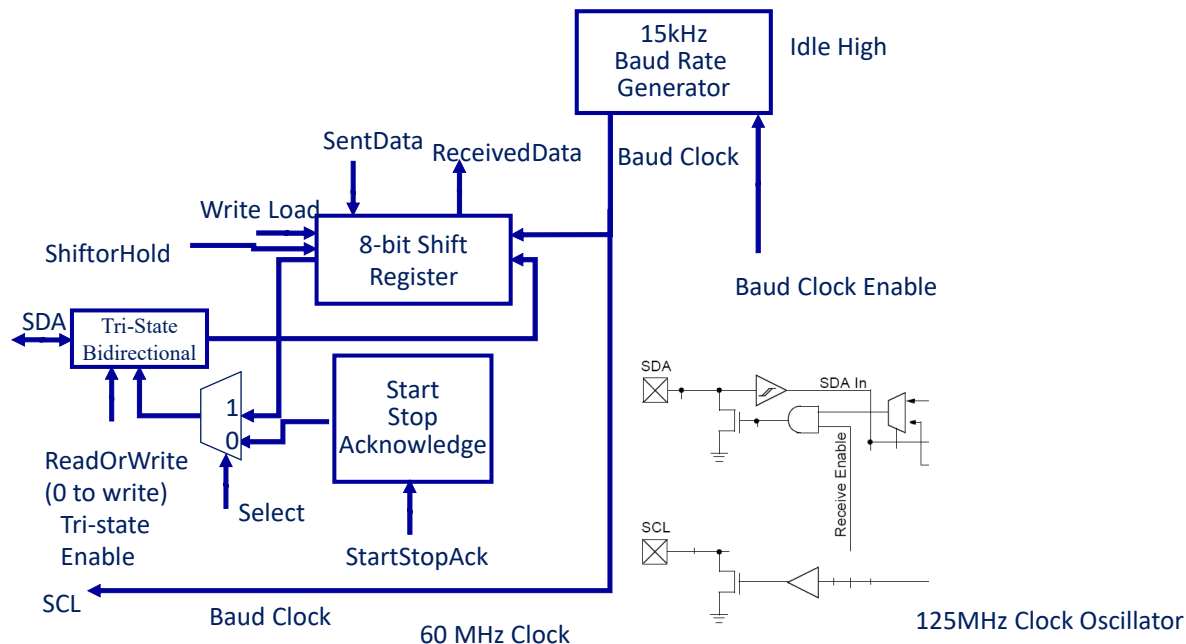 15kHz
Baud Rate
Generator
Idle High
SentData
ReceivedData
Baud Clock
Write Load
ShiftorHold
8-bit Shift
Register
Baud Clock Enable
SDA
Tri-State
Bidirectional
1
0
Start
Stop
Acknowledge
ReadOrWrite
(0 to write)
Tri-state
Enable
Select
StartStopAck
SCL
Baud Clock
60 MHz Clock
SDA
SDA In
Receive Enable
SCL
125MHz Clock Oscillator